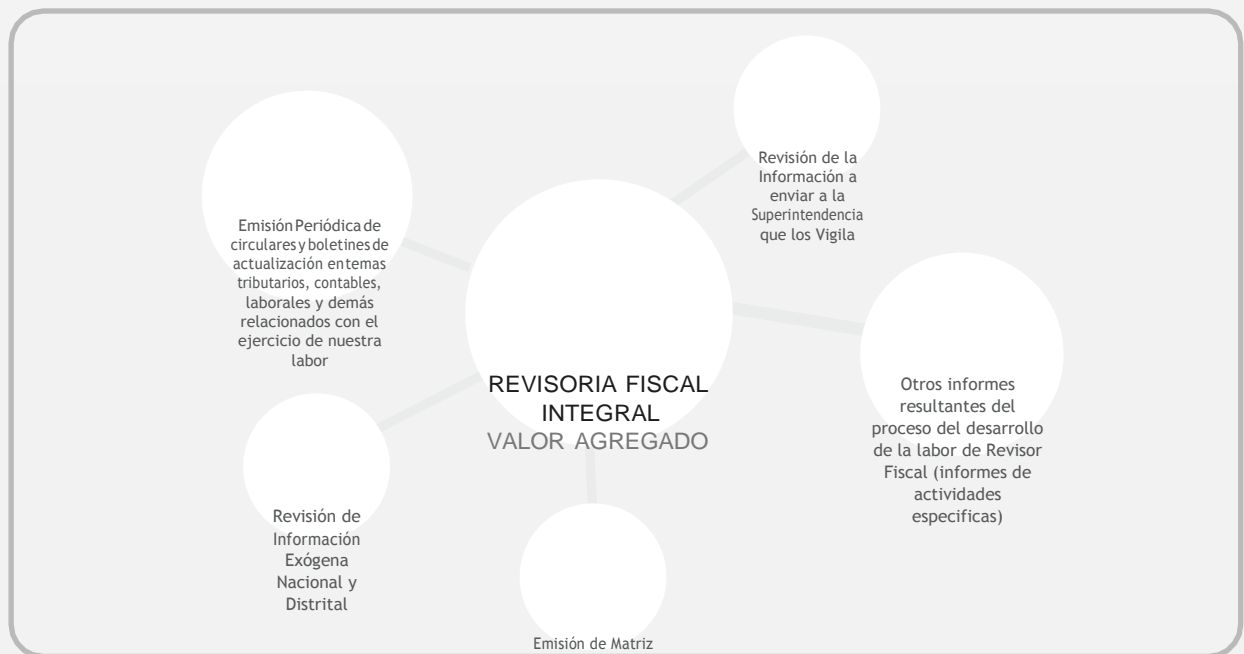 Revisión de la
Información a
enviar a la
Superintendencia
que los Vigila
Emisión Periódica de
circulares y boletines de
actualización en temas
tributarios, contables,
laborales y demás
relacionados con el
ejercicio de nuestra
labor
REVISORIA FISCAL
INTEGRAL
VALOR AGREGADO
Otros informes
resultantes del
proceso del desarrollo
de la labor de Revisor
Fiscal (informes de
actividades
especificas)
Revisión de
Información
Exógena
Nacional y
Distrital
Emisión de Matriz